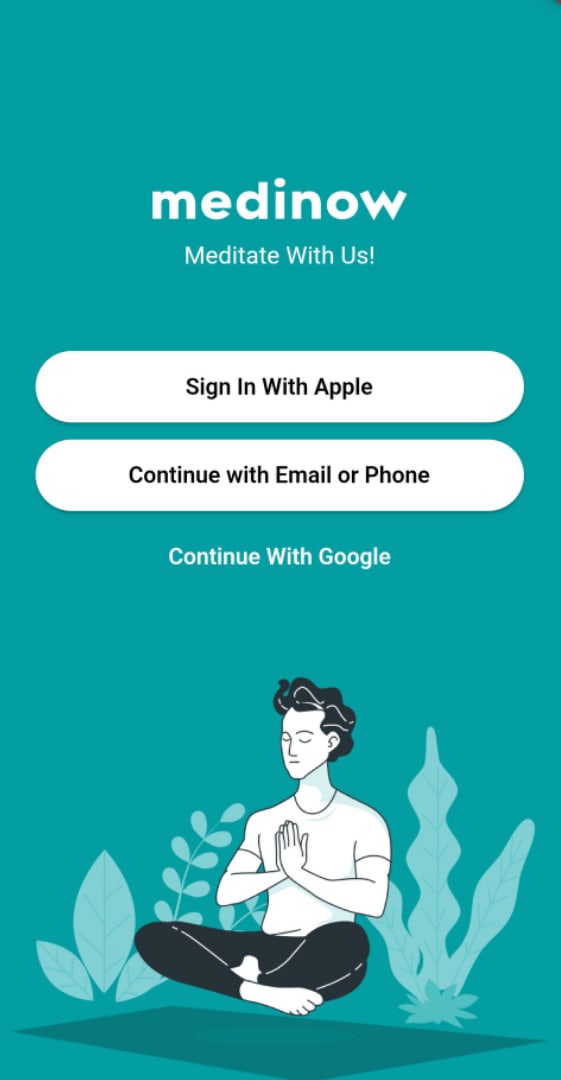 medinow
Meditate With Us!
Sign In With Apple
Continue with Email or Phone
Continue With Google